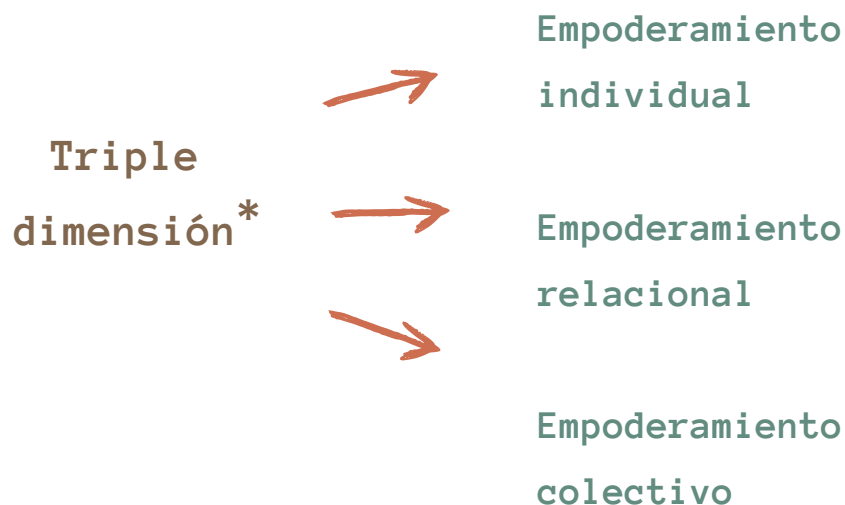 Triple
dimensión*
Empoderamiento
individual
Empoderamiento
relacional
Empoderamiento
colectivo